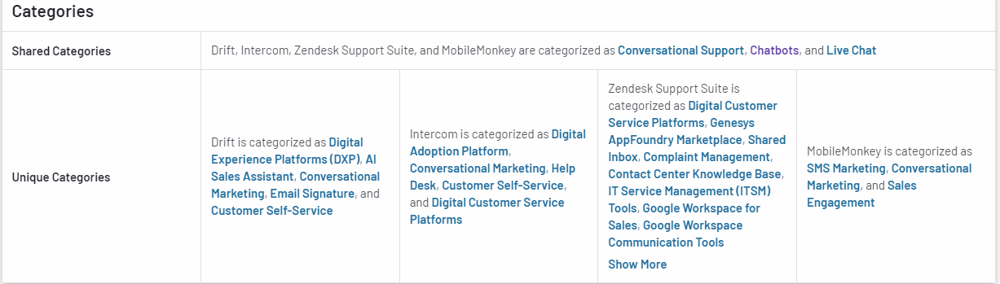 Categories
Shared Categories
Drift, Intercom, Zendesk Support Suite, and MobileMonkey are categorized as Conversational Support, Chatbots, and Live Chat
Unique Categories
Drift is categorized as Digital
Experience Platforms (DXP), AI
Sales Assistant, Conversational
Marketing, Email Signature, and
Customer Self-Service
Intercom is categorized as Digital
Adoption Platform,
Conversational Marketing, Help
Desk, Customer Self-Service,
and Digital Customer Service
Platforms
Zendesk Support Suite is
categorized as Digital Customer
Service Platforms, Genesys
AppFoundry Marketplace, Shared
Inbox, Complaint Management,
Contact Center Knowledge Base,
IT Service Management (ITSM)
Tools, Google Workspace for
Sales, Google Workspace
Communication Tools
Show More
MobileMonkey is categorized as
SMS Marketing, Conversational
Marketing, and Sales
Engagement